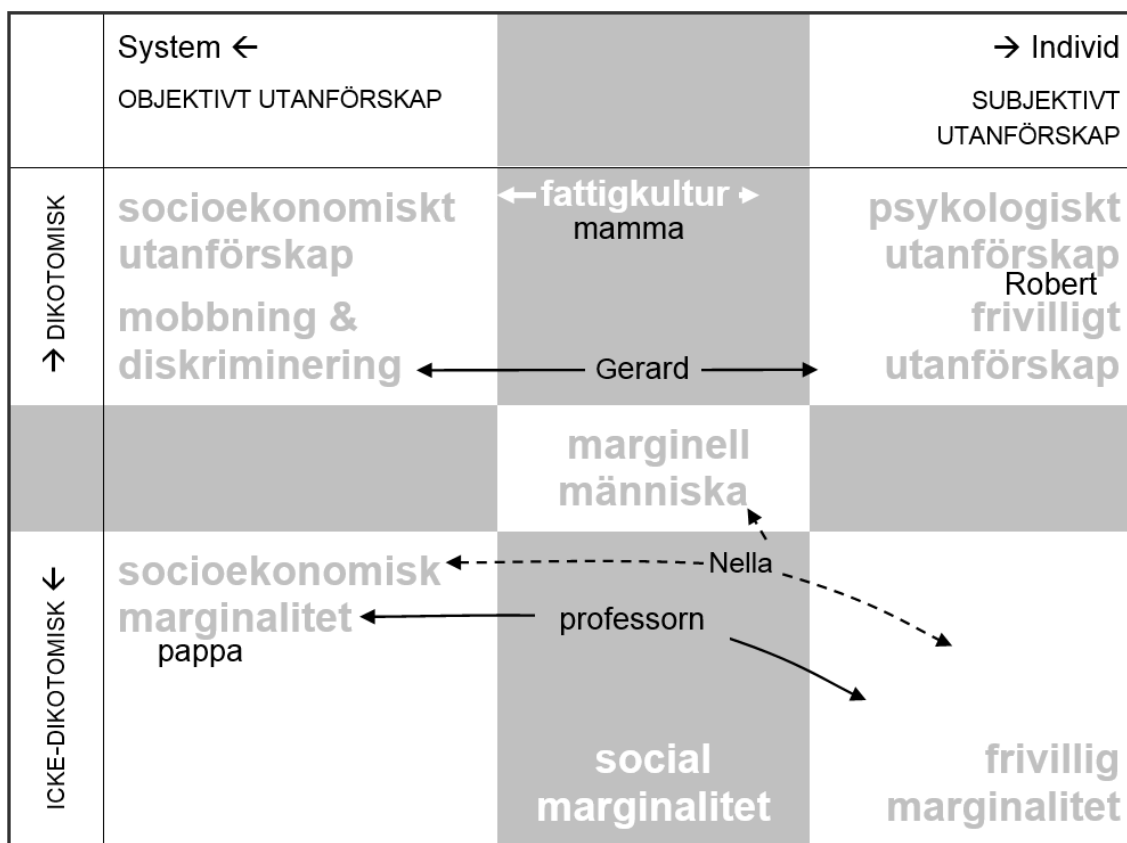 System ←
OBJEKTIVT UTANFÖRSKAP
→ Individ
SUBJEKTIVT
UTANFÖRSKAP
→ DIKOTOMISK
socioekonomiskt
utanförskap
mobbning &
diskriminering
fattigkultur
mamma
Gerard
psykologiskt
utanförskap
Robert
frivilligt
utanförskap
marginell
människa
ICKE-DIKOTOMISK ←
socioekonomisk
marginalitet
pappa
Nella
professorn
social
marginalitet
frivillig
marginalitet